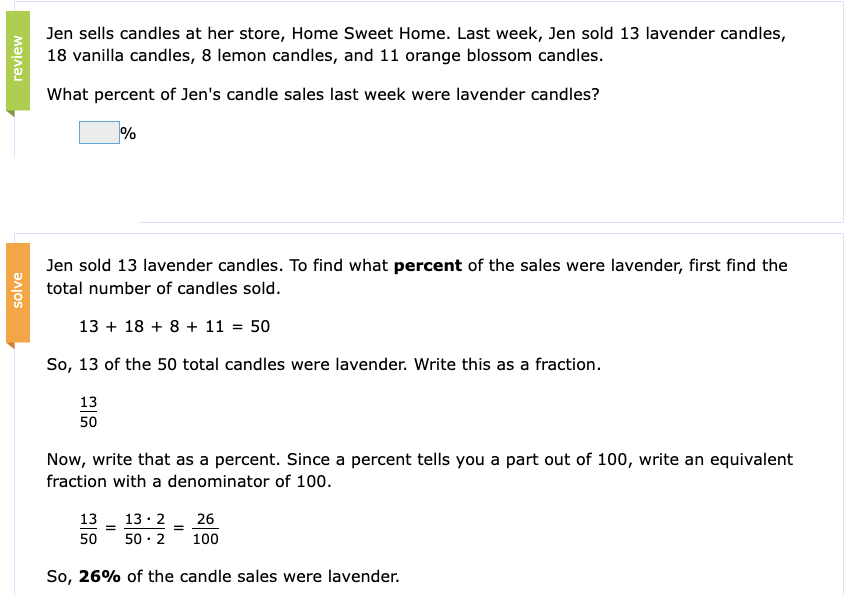 review
Jen sells candles at her store, Home Sweet Home. Last week, Jen sold 13 lavender candles,
18 vanilla candles, 8 lemon candles, and 11 orange blossom candles.
What percent of Jen's candle sales last week were lavender candles?
%
solve
Jen sold 13 lavender candles. To find what percent of the sales were lavender, first find the
total number of candles sold.
13 + 18 + 8 + 11 = 50
So, 13 of the 50 total candles were lavender. Write this as a fraction.
13
50
Now, write that as a percent. Since a percent tells you a part out of 100, write an equivalent
fraction with a denominator of 100.
13/50 = 13 · 2/50 · 2 = 26/100
So, 26% of the candle sales were lavender.